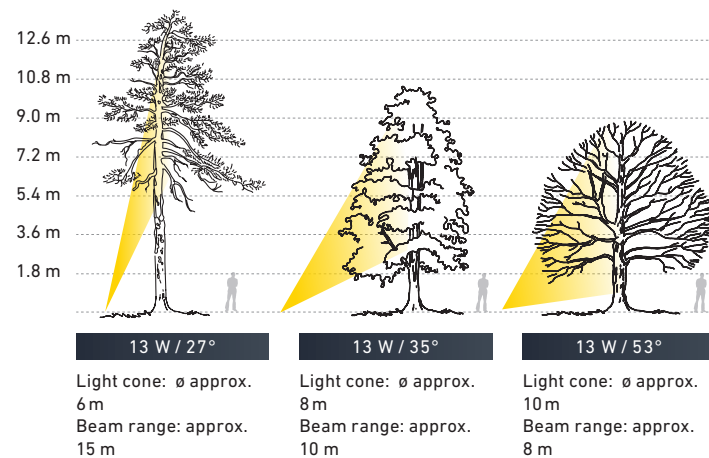 12.6 m
10.8 m
9.0 m
7.2 m
5.4 m
3.6 m
1.8 m
13 W / 27°
Light cone: ø approx.
6 m
Beam range: approx.
15 m
13 W / 35°
Light cone: ø approx.
8 m
Beam range: approx.
10 m
13 W / 53°
Light cone: ø approx.
10 m
Beam range: approx.
8 m